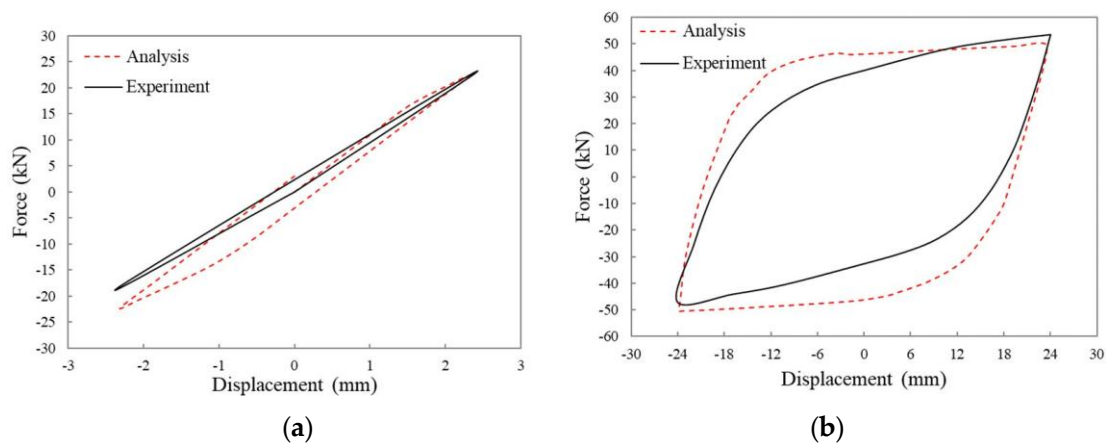 30
25
20
15
10
5
0
-5
-10
-15
-20
-25
-30
Force (kN)
Analysis
Experiment
-3 -2 -1 0 1 2 3
Displacement (mm)
(a)
60
50
40
30
20
10
0
-10
-20
-30
-40
-50
-60
Force (kN)
Analysis
Experiment
-30 -24 -18 -12 -6 0 6 12 18 24 30
Displacement (mm)
(b)